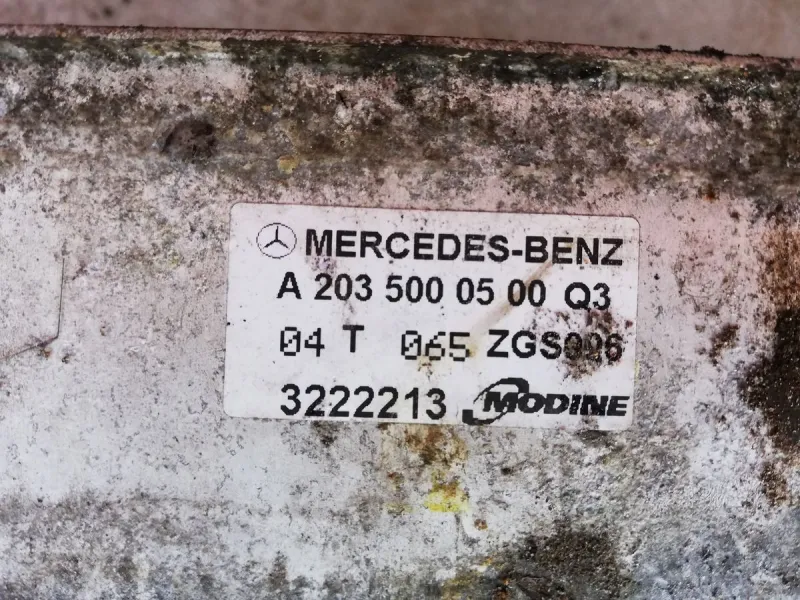 MERCEDES-BENZ
A 203 500 05 00 Q3
04 T 065 ZGS006
3222213 MODINE